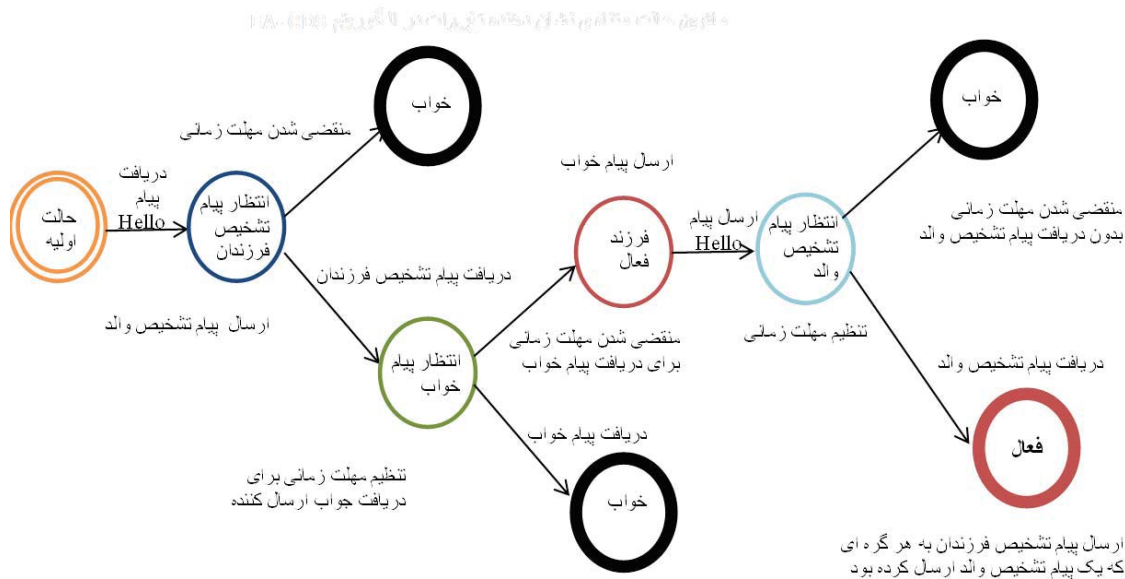 خواب
خواب
منقضی شدن مهلت زمانی
ارسال پیام خواب
دریافت
پیام
Hello
حالت
اولیه
انتظار پیام
تشخیص
فرزندان
فرزند
فعال
ارسال پیام
Hello
انتظار پیام
تشخیص
والد
منقضی شدن مهلت زمانی
بدون دریافت پیام تشخیص والد
دریافت پیام تشخیص فرزندان
ارسال پیام تشخیص والد
تنظیم مهلت زمانی
منقضی شدن مهلت زمانی
برای دریافت پیام خواب
انتظار پیام
خواب
دریافت پیام تشخیص والد
دریافت پیام خواب
فعال
تنظیم مهلت زمانی برای
دریافت جواب ارسال کننده
خواب
ارسال پیام تشخیص فرزندان به هر گره ای
که یک پیام تشخیص والد ارسال کرده بود